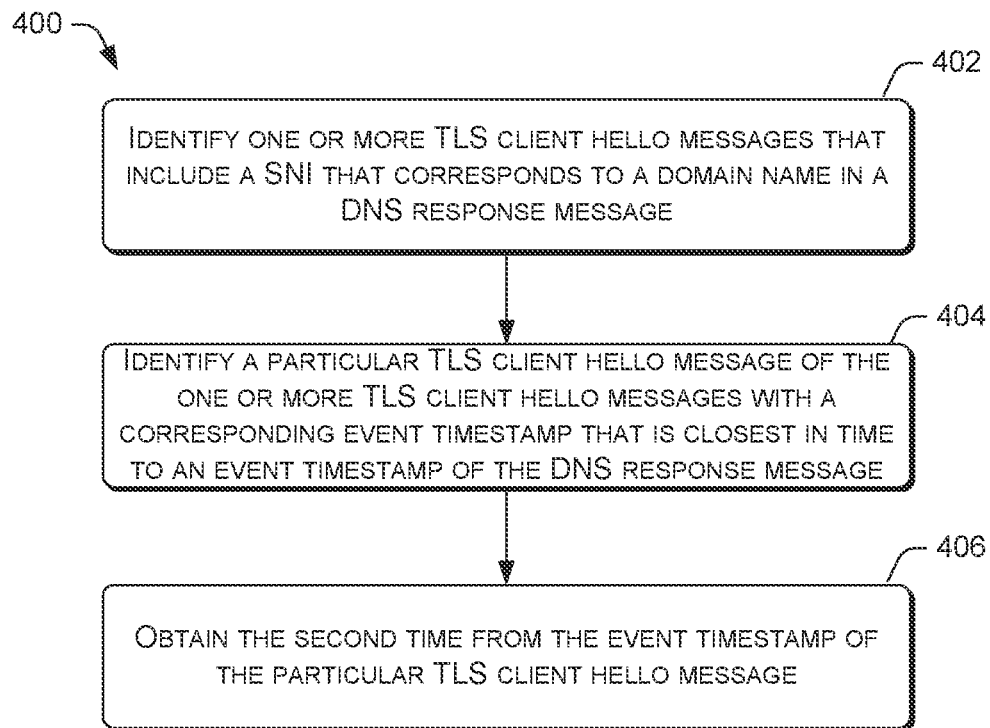 400
402
IDENTIFY ONE OR MORE TLS CLIENT HELLO MESSAGES THAT
INCLUDE A SNI THAT CORRESPONDS TO A DOMAIN NAME IN A
DNS RESPONSE MESSAGE
404
IDENTIFY A PARTICULAR TLS CLIENT HELLO MESSAGE OF THE
ONE OR MORE TLS CLIENT HELLO MESSAGES WITH A
CORRESPONDING EVENT TIMESTAMP THAT IS CLOSEST IN TIME
TO AN EVENT TIMESTAMP OF THE DNS RESPONSE MESSAGE
406
OBTAIN THE SECOND TIME FROM THE EVENT TIMESTAMP OF
THE PARTICULAR TLS CLIENT HELLO MESSAGE